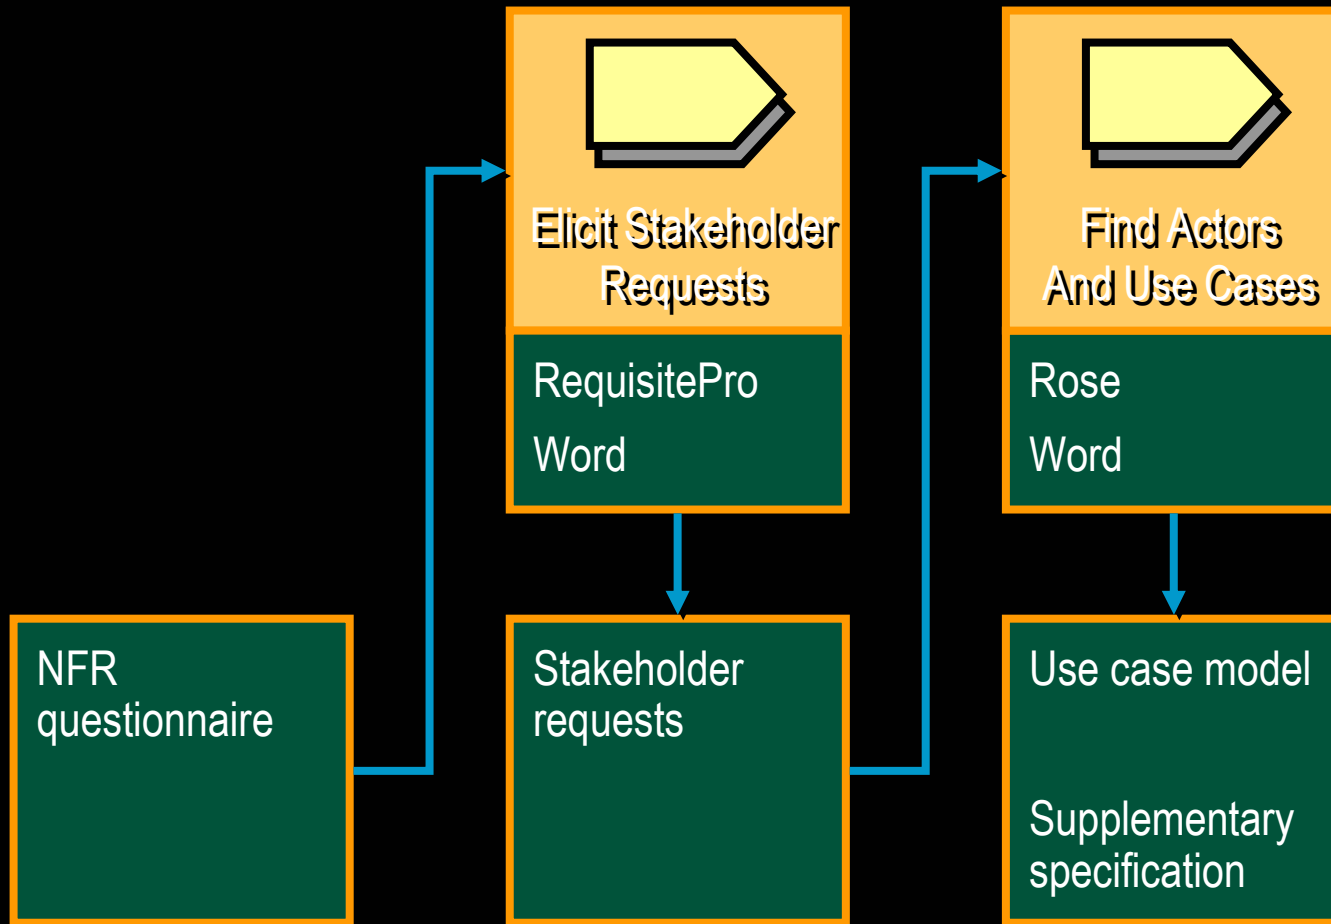 Elicit Stakeholder
Requests
RequisitePro
Word
Find Actors
And Use Cases
Rose
Word
NFR
questionnaire
Stakeholder
requests
Use case model
Supplementary
specification